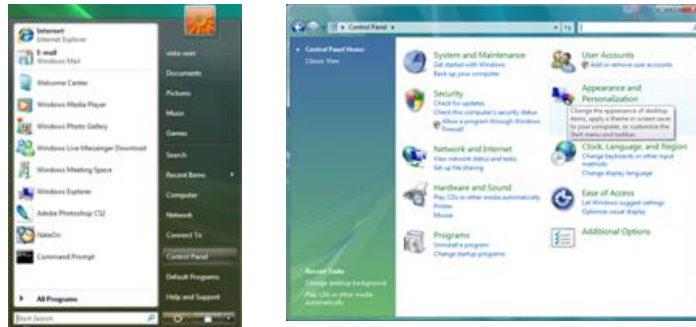 Internet
Internet Explorer
E-mail
Windows Mail
Welcome Center
Windows Media Player
Windows Photo Gallery
Windows Live Messenger Download
Windows Meeting Space
Windows Explorer
Adobe Photoshop CS2
NateOn
Command Prompt
All Programs
Start Search
vista user
Documents
Pictures
Music
Games
Search
Recent Items
Computer
Network
Connect To
Control Panel
Default Programs
Help and Support
Control Panel
Control Panel Home
Classic View
System and Maintenance
Get started with Windows
Back up your computer
Security
Check for updates
Check this computer's security status
Allow a program through Windows
Firewall
Network and Internet
View network status and tasks
Set up file sharing
Hardware and Sound
Play CDs or other media automatically
Printer
Mouse
Programs
Uninstall a program
Change startup programs
User Accounts
Add or remove user accounts
Appearance and
Personalization
Change the appearance of desktop
items, apply a theme or screen saver
to your computer, or customize the
Start menu and taskbar.
Clock, Language, and Region
Change keyboards or other input
methods
Change display language
Ease of Access
Let Windows suggest settings
Optimize visual display
Additional Options
Recent Tasks
Change desktop background
Play CDs or other media
automatically